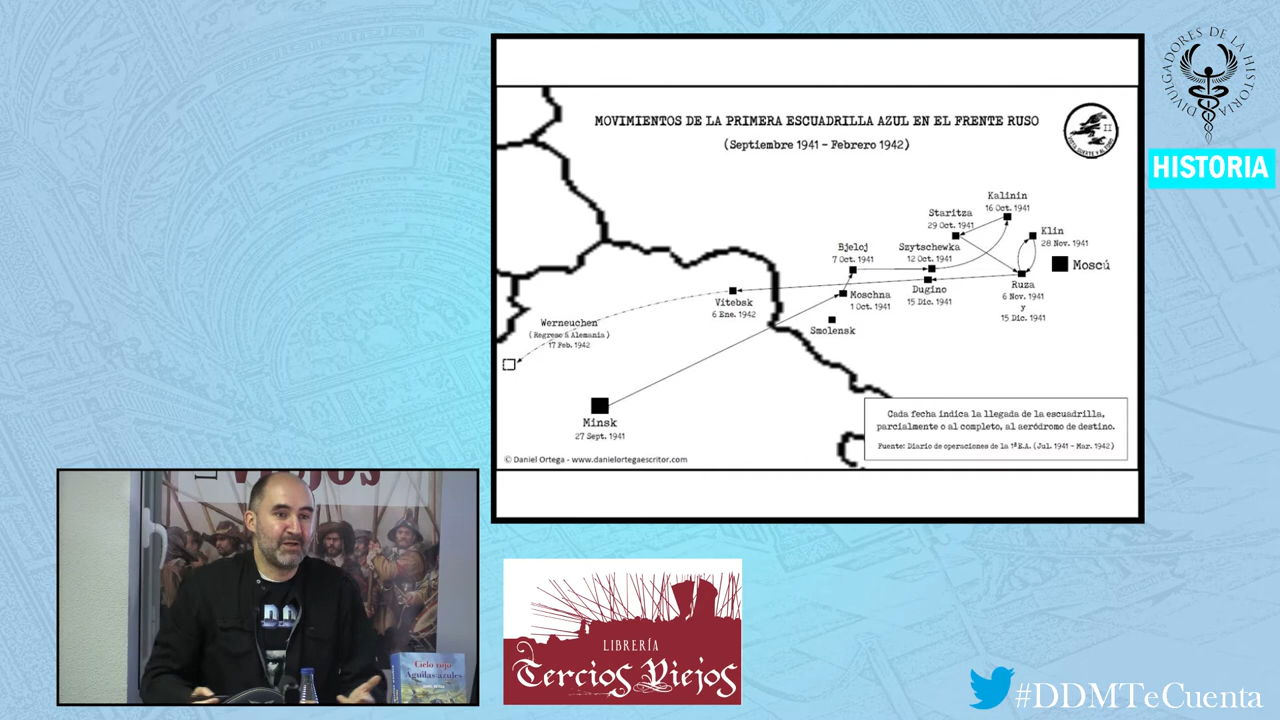 MOVIMIENTOS DE LA PRIMERA ESCUADRILLA AZUL EN EL FRENTE RUSO
(Septiembre 1941 - Febrero 1942)
II
DIVULGADORES DE LA HISTORIA
HISTORIA
Kalinin
16 Oct. 1941
Staritza
29 Oct. 1941
Klin
28 Nov. 1941
Bjeloj
7 Oct. 1941
Szytschewka
12 Oct. 1941
Moscú
Dugino
15 Dic. 1941
Ruza
6 Nov. 1941
y
15 Dic. 1941
Vitebsk
6 Ene. 1942
Moschna
1 Oct. 1941
Smolensk
Werneuchen
( Regreso a Alemania )
17 Feb. 1942
Minsk
27 Sept. 1941
Cada fecha indica la llegada de la escuadrilla,
parcialmente o al completo, al aeródromo de destino.
Fuente: Diario de operaciones de la 1ª E.A. (Jul. 1941 - Mar. 1942)
© Daniel Ortega - www.danielortegaescritor.com
Viejos
Cielo rojo
Águilas azules
LIBRERÍA
Tercios Viejos
#DDMTeCuenta